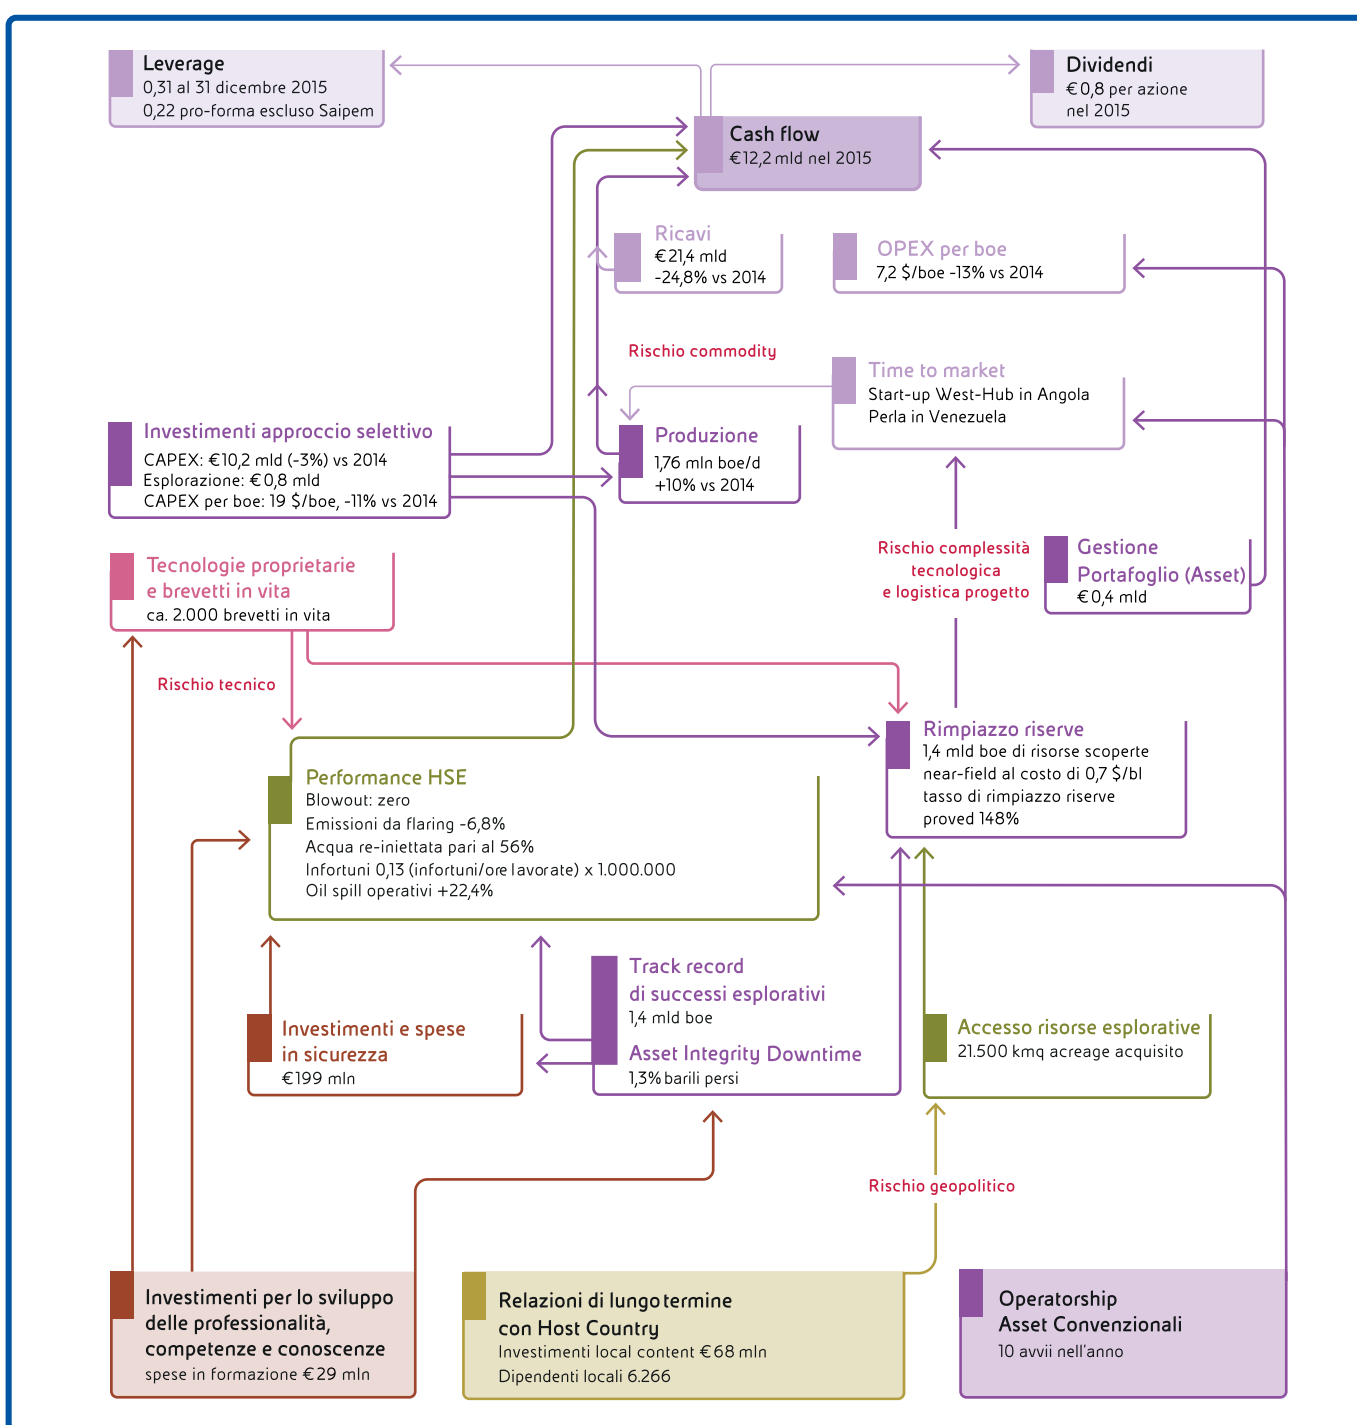 Leverage
0,31 al 31 dicembre 2015
0,22 pro-forma escluso Saipem
Dividendi
€0,8 per azione
nel 2015
Cash flow
€12,2 mld nel 2015
Ricavi
€21,4 mld
-24,8% vs 2014
OPEX per boe
7,2 $/boe -13% vs 2014
Rischio commodity
Time to market
Start-up West-Hub in Angola
Perla in Venezuela
Investimenti approccio selettivo
CAPEX: €10,2 mld (-3%) vs 2014
Esplorazione: €0,8 mld
CAPEX per boe: 19 $/boe, -11% vs 2014
Produzione
1,76 mln boe/d
+10% vs 2014
Rischio complessità
tecnologica
e logistica progetto
Gestione
Portafoglio (Asset)
€0,4 mld
Tecnologie proprietarie
e brevetti in vita
ca. 2.000 brevetti in vita
Rischio tecnico
Rimpiazzo riserve
1,4 mld boe di risorse scoperte
near-field al costo di 0,7 $/bl
tasso di rimpiazzo riserve
proved 148%
Performance HSE
Blowout: zero
Emissioni da flaring -6,8%
Acqua re-iniettata pari al 56%
Infortuni 0,13 (infortuni/ore lavorate) x 1.000.000
Oil spill operativi +22,4%
Track record
di successi esplorativi
1,4 mld boe
Asset Integrity Downtime
1,3% barili persi
Investimenti e spese
in sicurezza
€199 mln
Accesso risorse esplorative
21.500 kmq acreage acquisito
Rischio geopolitico
Investimenti per lo sviluppo
delle professionalità,
competenze e conoscenze
spese in formazione €29 mln
Relazioni di lungo termine
con Host Country
Investimenti local content €68 mln
Dipendenti locali 6.266
Operatorship
Asset Convenzionali
10 avvii nell'anno